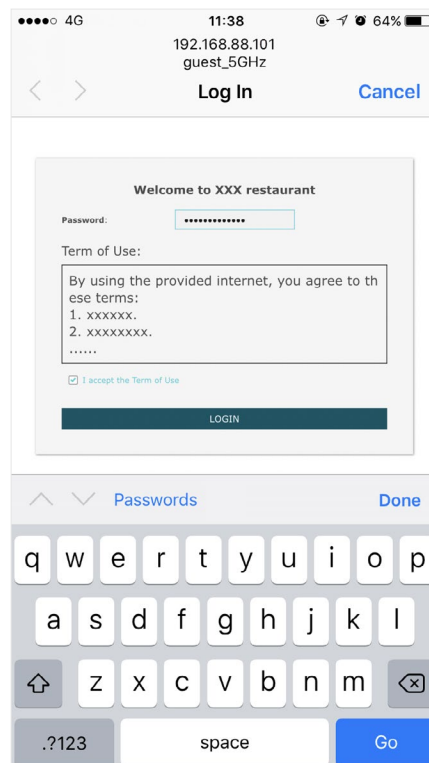 4G 11:38 64%
192.168.88.101
guest_5GHz
Log In Cancel
Welcome to XXX restaurant
Password: •••••••••••••
Term of Use:
By using the provided internet, you agree to th
ese terms:
1. xxxxxx.
2. xxxxxxxx.
......
I accept the Term of Use
LOGIN
Passwords Done
q w e r t y u i o p
a s d f g h j k l
z x c v b n m
.?123 space Go